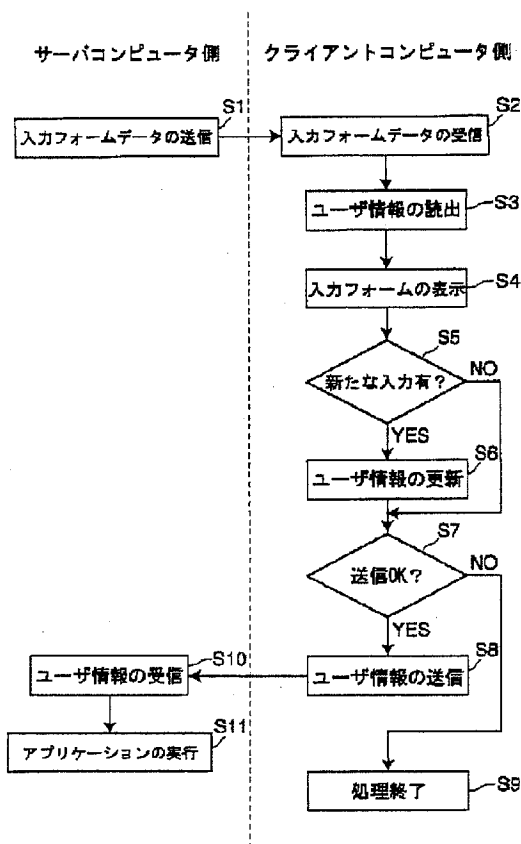 サーバコンピュータ側
クライアントコンピュータ側
S1
入力フォームデータの送信
S2
入力フォームデータの受信
ユーザ情報の読出
S3
入力フォームの表示
S4
S5
新たな入力有?
NO
YES
S6
ユーザ情報の更新
S7
送信OK?
NO
YES
S8
ユーザ情報の送信
S10
ユーザ情報の受信
S11
アプリケーションの実行
処理終了
S9